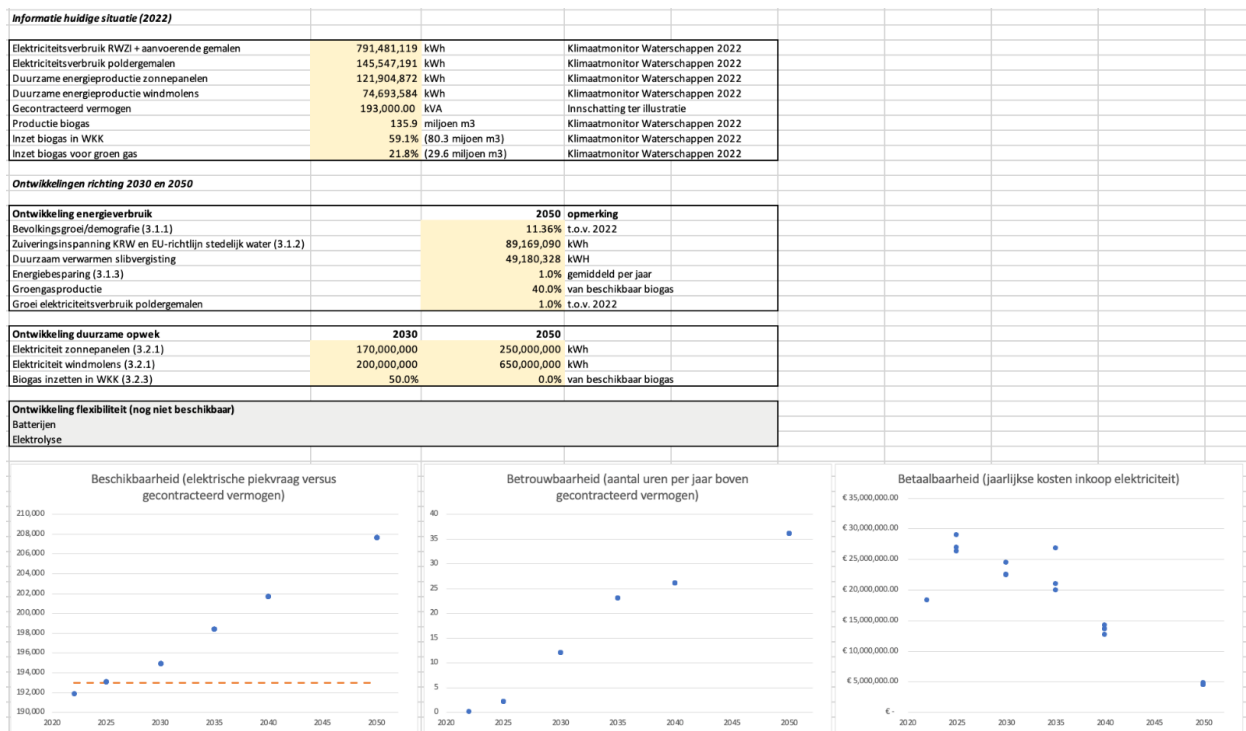 Informatie huidige situatie (2022)
Elektriciteitsverbruik RWZI + aanvoerende gemalen 791,481,119 kWh Klimaatmonitor Waterschappen 2022
Elektriciteitsverbruik poldergemalen 145,547,191 kWh Klimaatmonitor Waterschappen 2022
Duurzame energieproductie zonnepanelen 121,904,872 kWh Klimaatmonitor Waterschappen 2022
Duurzame energieproductie windmolens 74,693,584 kWh Klimaatmonitor Waterschappen 2022
Gecontracteerd vermogen 193,000.00 kVA Innschatting ter illustratie
Productie biogas 135.9 miljoen m3 Klimaatmonitor Waterschappen 2022
Inzet biogas in WKK 59.1% (80.3 mijoen m3) Klimaatmonitor Waterschappen 2022
Inzet biogas voor groen gas 21.8% (29.6 miljoen m3) Klimaatmonitor Waterschappen 2022
Ontwikkelingen richting 2030 en 2050
Ontwikkeling energieverbruik 2050 opmerking
Bevolkingsgroei/demografie (3.1.1) 11.36% t.o.v. 2022
Zuiveringsinspanning KRW en EU-richtlijn stedelijk water (3.1.2) 89,169,090 kWh
Duurzaam verwarmen slibvergisting 49,180,328 kWH
Energiebesparing (3.1.3) 1.0% gemiddeld per jaar
Groengasproductie 40.0% van beschikbaar biogas
Groei elektriciteitsverbruik poldergemalen 1.0% t.o.v. 2022
Ontwikkeling duurzame opwek 2030 2050
Elektriciteit zonnepanelen (3.2.1) 170,000,000 250,000,000 kWh
Elektriciteit windmolens (3.2.1) 200,000,000 650,000,000 kWh
Biogas inzetten in WKK (3.2.3) 50.0% 0.0% van beschikbaar biogas
Ontwikkeling flexibiliteit (nog niet beschikbaar)
Batterijen
Elektrolyse
Beschikbaarheid (elektrische piekvraag versus
gecontracteerd vermogen)
210,000
208,000
206,000
204,000
202,000
200,000
198,000
196,000
194,000
192,000
190,000
2020 2025 2030 2035 2040 2045 2050
Betrouwbaarheid (aantal uren per jaar boven
gecontracteerd vermogen)
40
35
30
25
20
15
10
5
0
2020 2025 2030 2035 2040 2045 2050
Betaalbaarheid (jaarlijkse kosten inkoop elektriciteit)
€ 35,000,000.00
€ 30,000,000.00
€ 25,000,000.00
€ 20,000,000.00
€ 15,000,000.00
€ 10,000,000.00
€ 5,000,000.00
€ -
2020 2025 2030 2035 2040 2045 2050